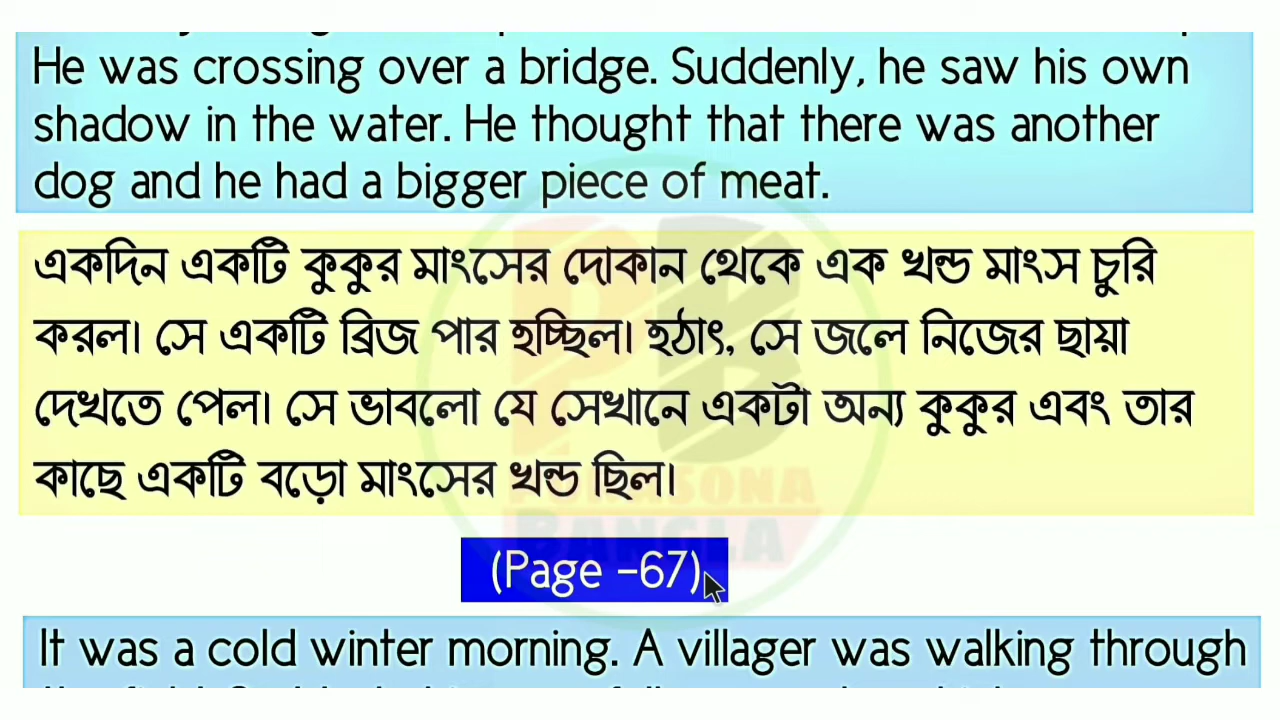 He was crossing over a bridge. Suddenly, he saw his own
shadow in the water. He thought that there was another
dog and he had a bigger piece of meat.
একদিন একটি কুকুর মাংসের দোকান থেকে এক খন্ড মাংস চুরি
করল। সে একটি ব্রিজ পার হচ্ছিল। হঠাৎ, সে জলে নিজের ছায়া
দেখতে পেল। সে ভাবলো যে সেখানে একটা অন্য কুকুর এবং তার
কাছে একটি বড়ো মাংসের খন্ড ছিল।
BANGLA
(Page -67)
It was a cold winter morning. A villager was walking through